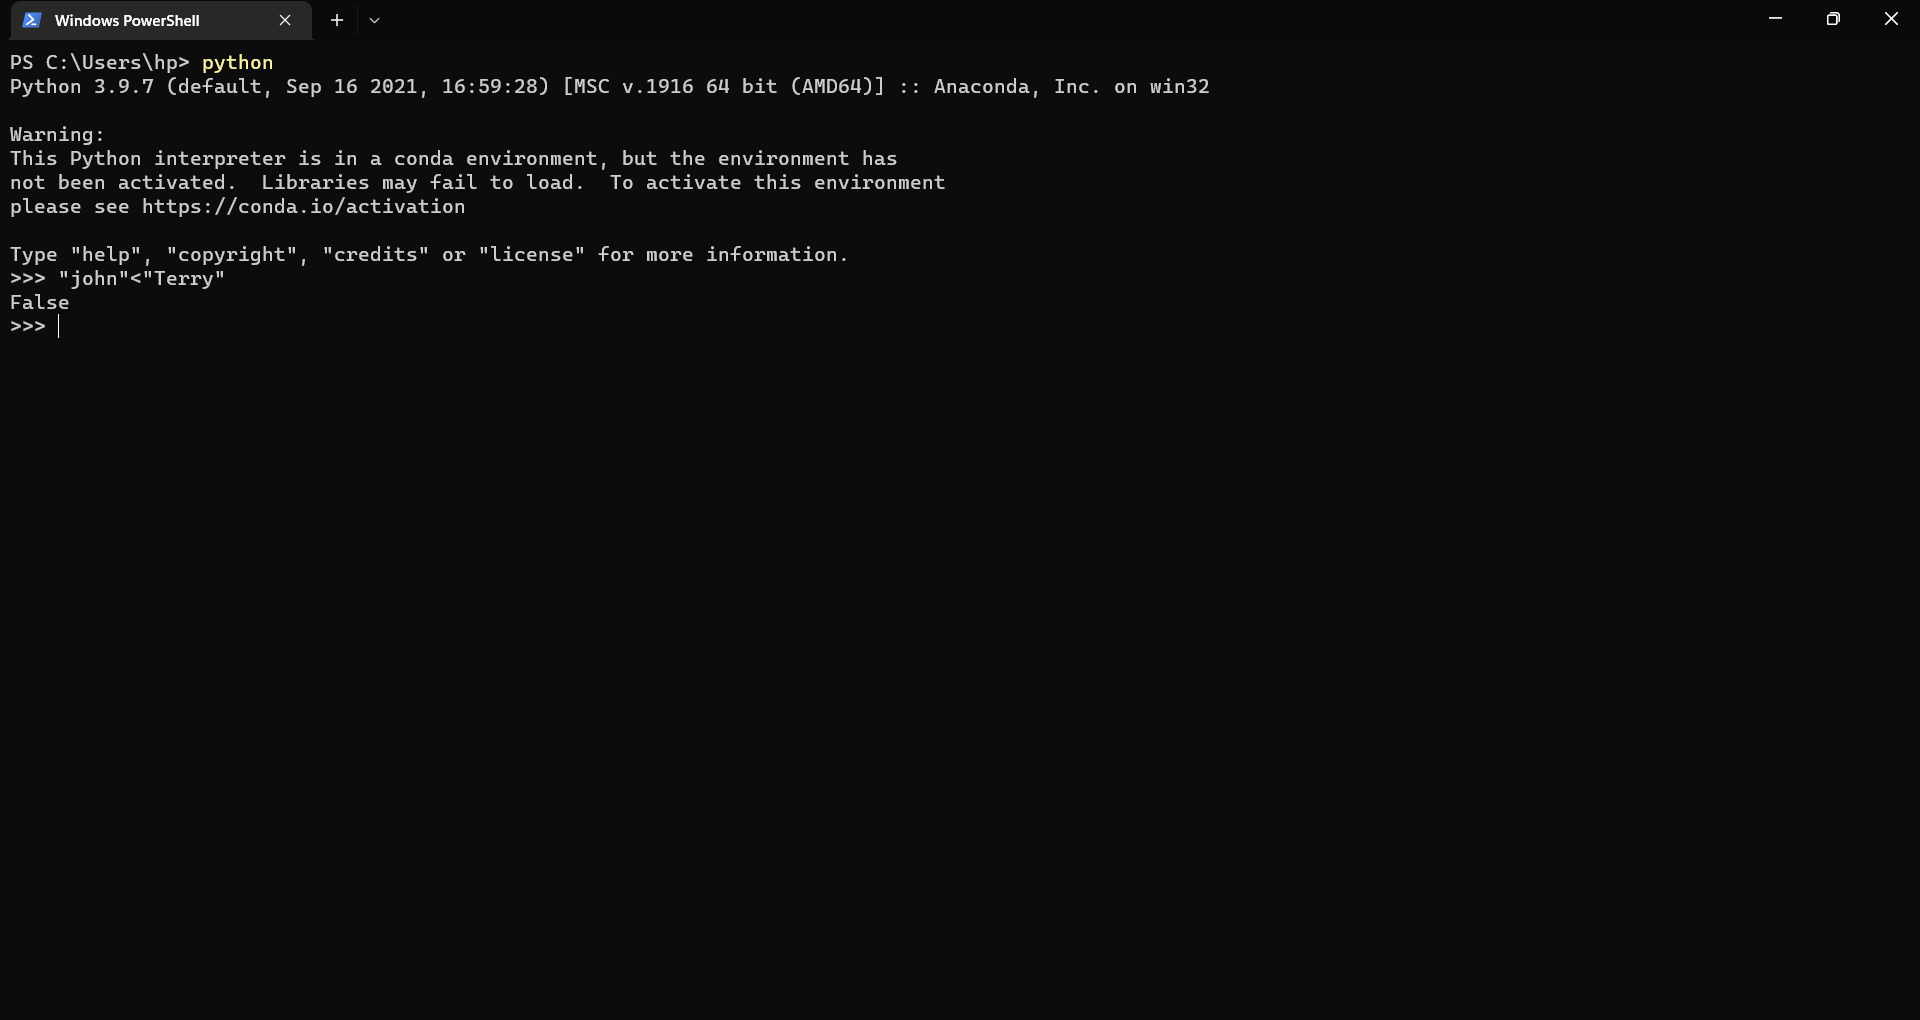 Windows PowerShell
PS C:\Users\hp> python
Python 3.9.7 (default, Sep 16 2021, 16:59:28) [MSC v.1916 64 bit (AMD64)] :: Anaconda, Inc. on win32
Warning:
This Python interpreter is in a conda environment, but the environment has
not been activated.  Libraries may fail to load.  To activate this environment
please see https://conda.io/activation
Type "help", "copyright", "credits" or "license" for more information.
>>> "john"<"Terry"
False
>>>